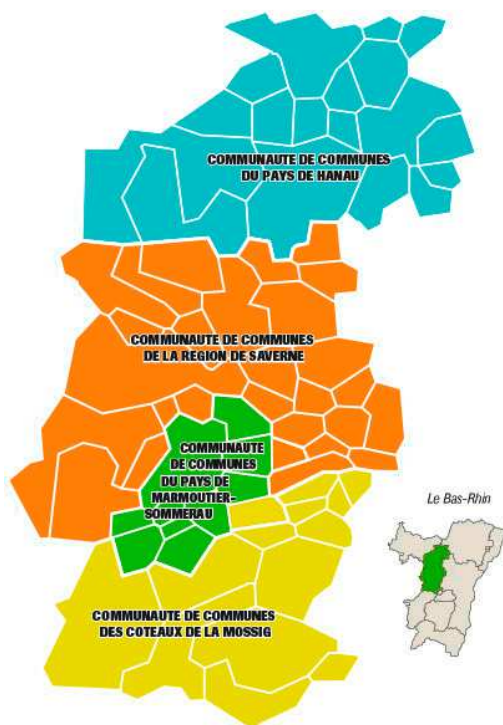 COMMUNAUTE DE COMMUNES
DU PAYS DE HANAU
COMMUNAUTE DE COMMUNES
DE LA REGION DE SAVERNE
COMMUNAUTE
DE COMMUNES
DU PAYS DE
MARMOUTIER-
SOMMERAU
Le Bas-Rhin
COMMUNAUTE DE COMMUNES
DES COTEAUX DE LA MOSSIG